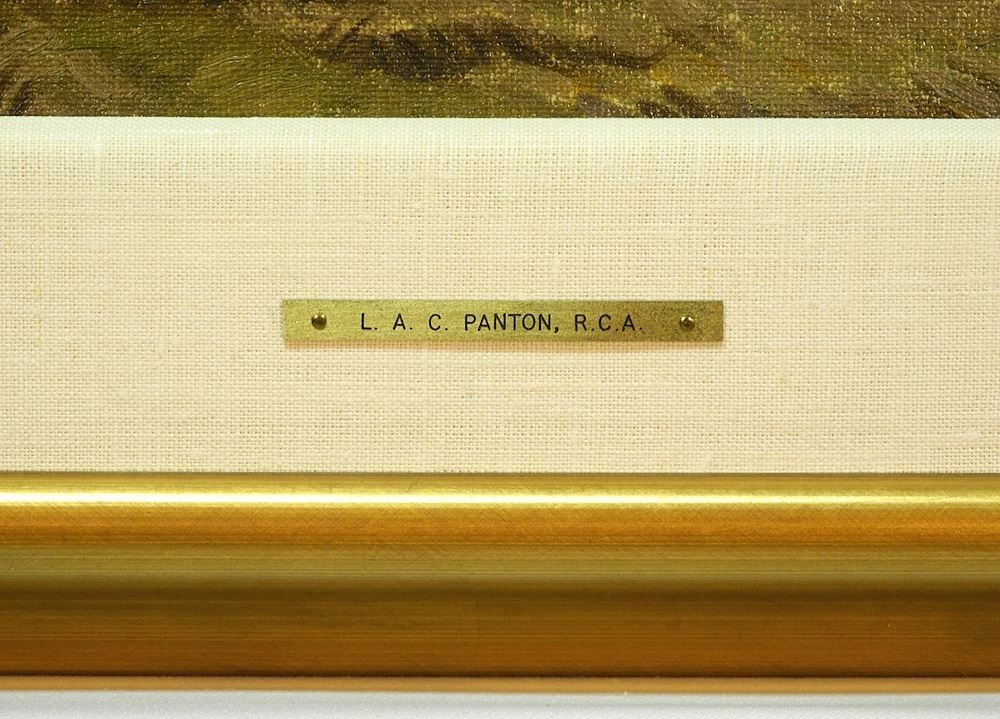 L. A. C. PANTON, R.C.A.